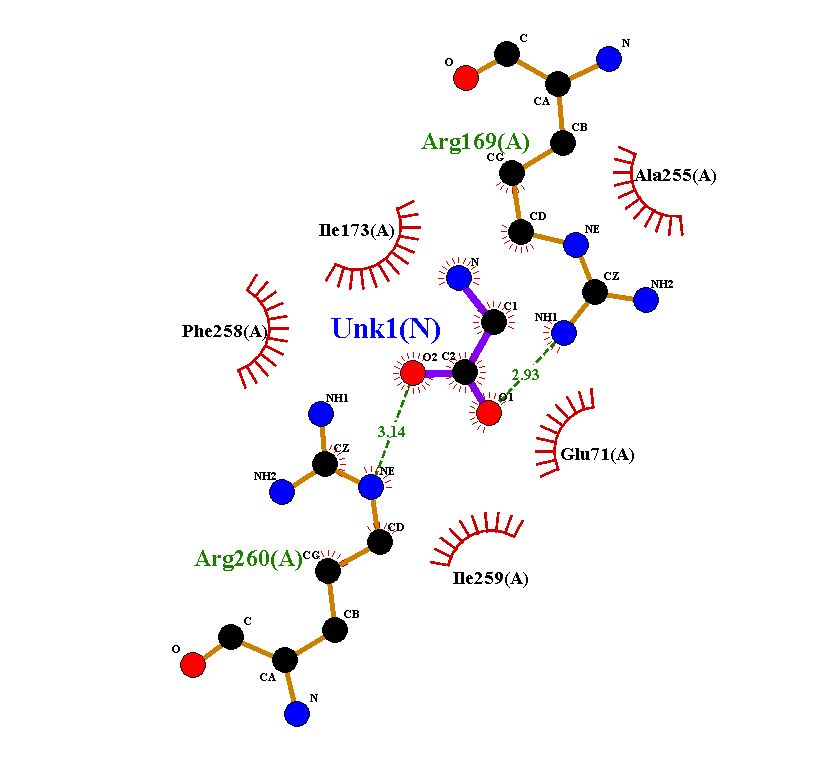 C
N
O
CA
CB
Arg169(A)
CG
Ala255(A)
CD
NE
Ile173(A)
N
CZ
NH2
C1
NH1
Unk1(N)
Phe258(A)
O2
C2
2.93
O1
NH1
3.14
CZ
Glu71(A)
NE
NH2
CD
CG
Arg260(A)
Ile259(A)
CB
C
O
CA
N